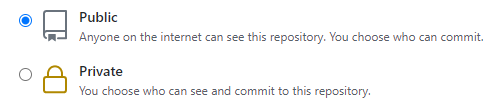 Public
Anyone on the internet can see this repository. You choose who can commit.
Private
You choose who can see and commit to this repository.